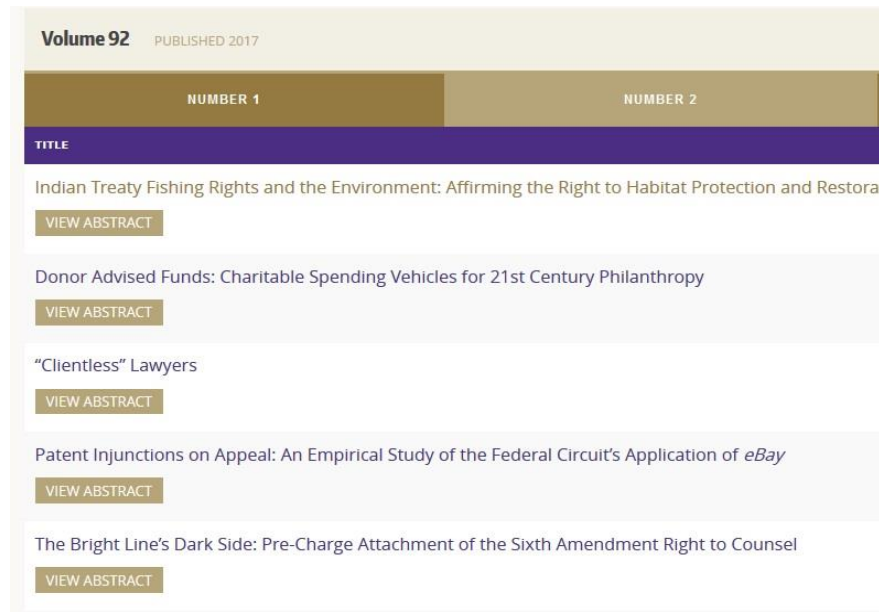 Volume 92 PUBLISHED 2017
NUMBER 1 NUMBER 2
TITLE
Indian Treaty Fishing Rights and the Environment: Affirming the Right to Habitat Protection and Restora
VIEW ABSTRACT
Donor Advised Funds: Charitable Spending Vehicles for 21st Century Philanthropy
VIEW ABSTRACT
“Clientless” Lawyers
VIEW ABSTRACT
Patent Injunctions on Appeal: An Empirical Study of the Federal Circuit’s Application of eBay
VIEW ABSTRACT
The Bright Line’s Dark Side: Pre-Charge Attachment of the Sixth Amendment Right to Counsel
VIEW ABSTRACT